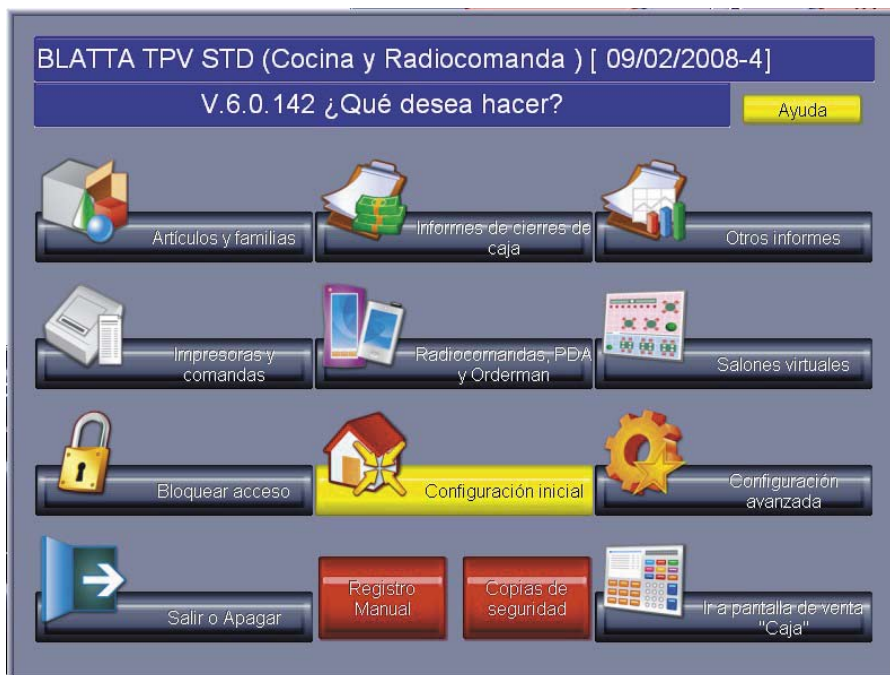 BLATTA TPV STD (Cocina y Radiocomanda ) [ 09/02/2008-4]
V.6.0.142 ¿Qué desea hacer?
Ayuda
Artículos y familias
Informes de cierres de
caja
Otros informes
Impresoras y
comandas
Radiocomandas, PDA
y Orderman
Salones virtuales
Bloquear acceso
Configuración inicial
Configuración
avanzada
Salir o Apagar
Registro
Manual
Copias de
seguridad
Ir a pantalla de venta
"Caja"